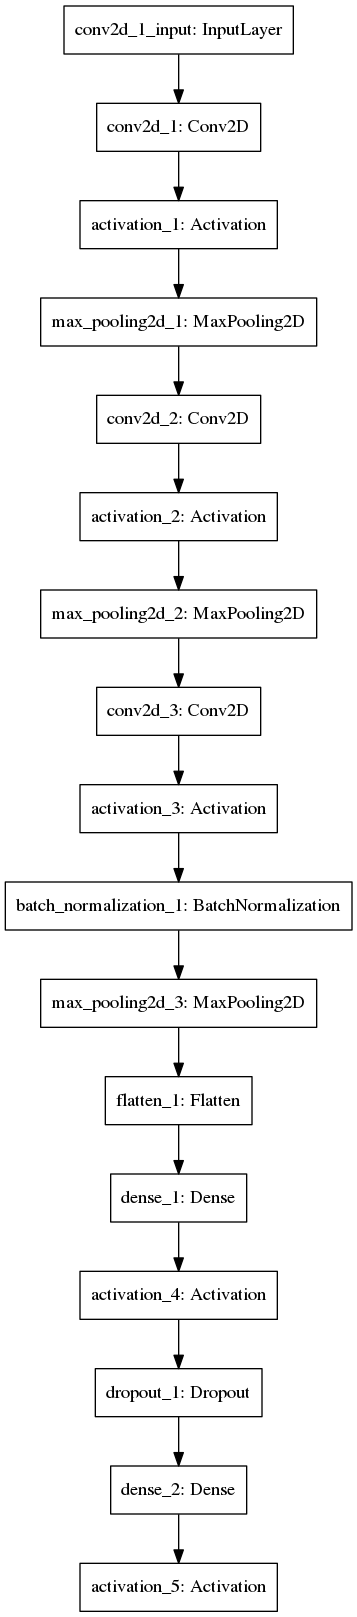 conv2d_1_input: InputLayer
conv2d_1: Conv2D
activation_1: Activation
max_pooling2d_1: MaxPooling2D
conv2d_2: Conv2D
activation_2: Activation
max_pooling2d_2: MaxPooling2D
conv2d_3: Conv2D
activation_3: Activation
batch_normalization_1: BatchNormalization
max_pooling2d_3: MaxPooling2D
flatten_1: Flatten
dense_1: Dense
activation_4: Activation
dropout_1: Dropout
dense_2: Dense
activation_5: Activation